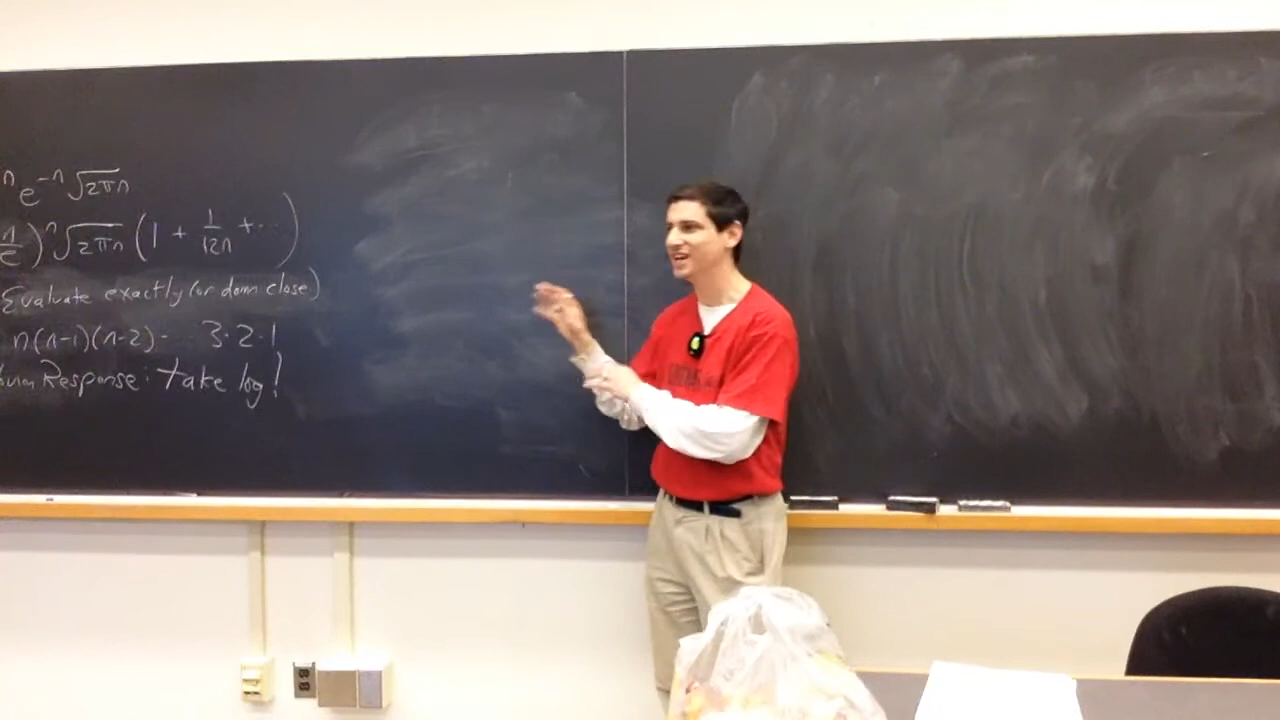 n e^-n √2πn
n/e)^n √2πn (1 + 1/12n + ...)
Evaluate exactly (or damn close)
n(n-1)(n-2)... 3·2·1
Response: take log!